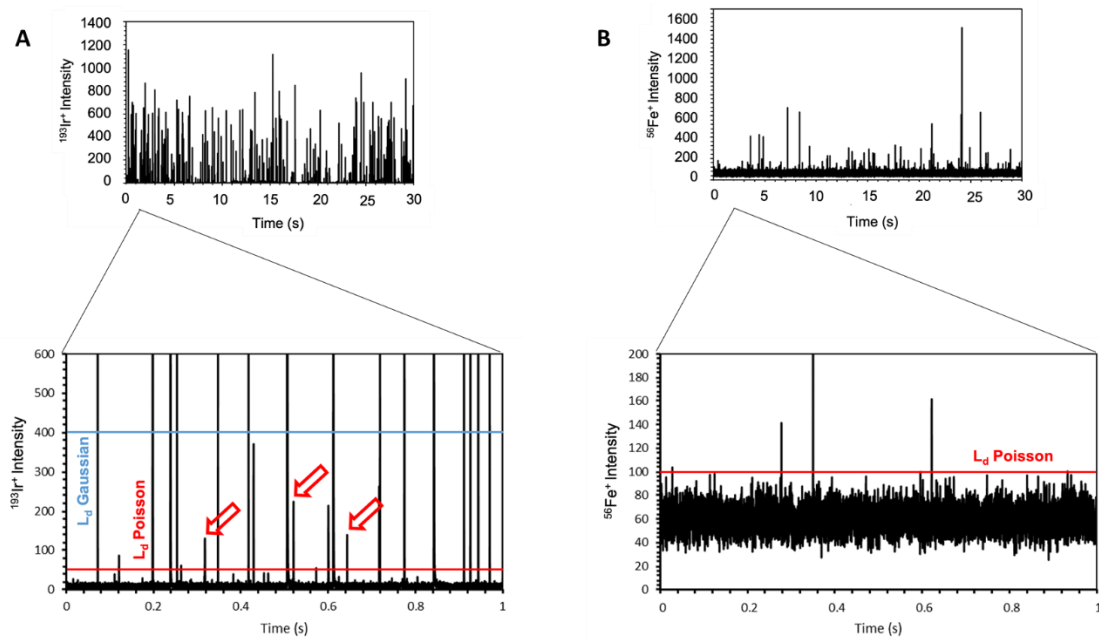 A
¹⁹³Ir⁺ Intensity
1400
1200
1000
800
600
400
200
0
0 5 10 15 20 25 30
Time (s)
B
⁵⁶Fe⁺ Intensity
1600
1400
1200
1000
800
600
400
200
0
0 5 10 15 20 25 30
Time (s)
¹⁹³Ir⁺ Intensity
600
500
400
300
200
100
0
L_d Gaussian
L_d Poisson
0 0.2 0.4 0.6 0.8 1
Time (s)
⁵⁶Fe⁺ Intensity
200
180
160
140
120
100
80
60
40
20
0
L_d Poisson
0 0.2 0.4 0.6 0.8 1
Time (s)